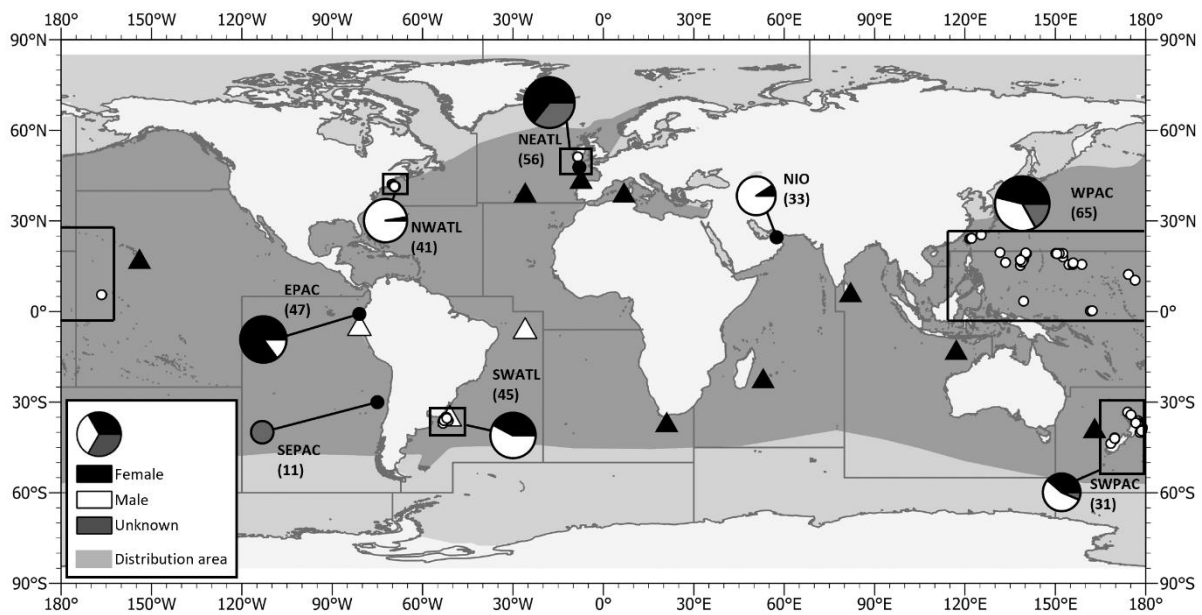 180° 150°W 120°W 90°W 60°W 30°W 0°E 30°E 60°E 90°E 120°E 150°E 180°
90°N 90°N
60°N 60°N
30°N 30°N
0° 0°
30°S 30°S
60°S 60°S
90°S 90°S
NEATL
(56)
NIO
(33)
WPAC
(65)
NWATL
(41)
EPAC
(47)
SWATL
(45)
SEPAC
(11)
SWPAC
(31)
Female
Male
Unknown
Distribution area
180° 150°W 120°W 90°W 60°W 30°W 0°E 30°E 60°E 90°E 120°E 150°E 180°